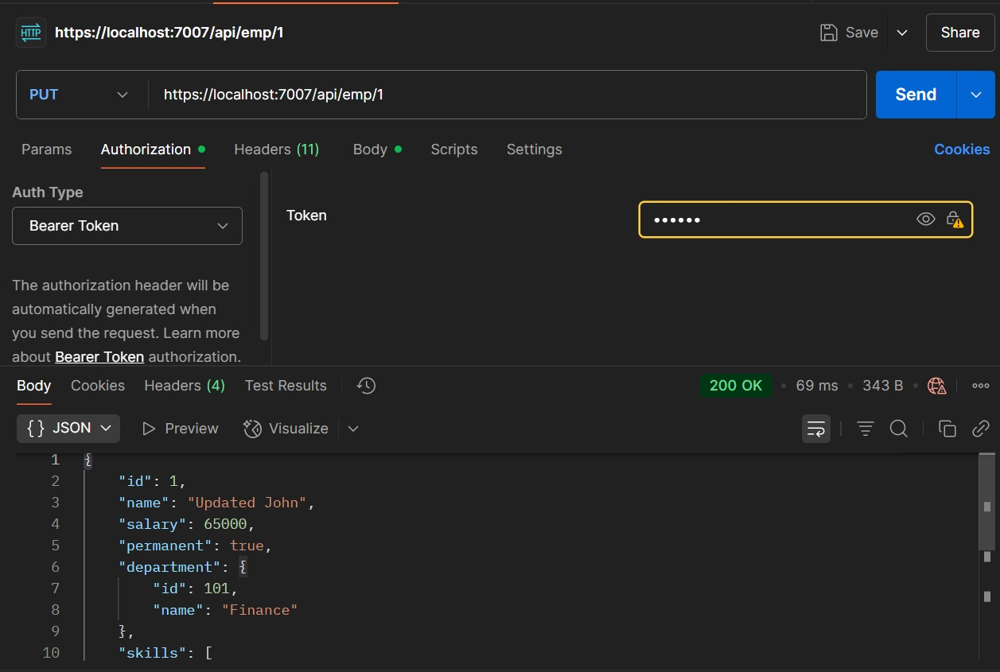 HTTP https://localhost:7007/api/emp/1 Save Share
PUT https://localhost:7007/api/emp/1 Send
Params Authorization Headers (11) Body Scripts Settings Cookies
Auth Type
Bearer Token
Token ••••••
The authorization header will be
automatically generated when
you send the request. Learn more
about Bearer Token authorization.
Body Cookies Headers (4) Test Results 200 OK • 69 ms • 343 B •
{} JSON Preview Visualize
1 {
2 "id": 1,
3 "name": "Updated John",
4 "salary": 65000,
5 "permanent": true,
6 "department": {
7 "id": 101,
8 "name": "Finance"
9 },
10 "skills": [